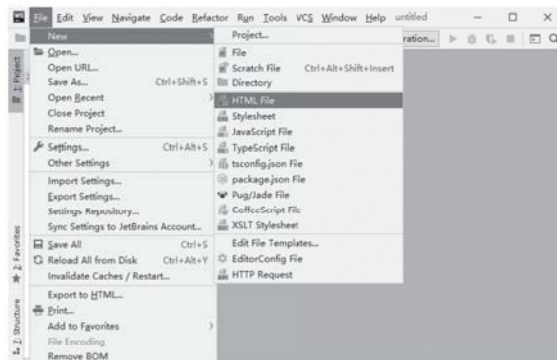 File Edit View Navigate Code Refactor Run Tools VCS Window Help untitled
New
Open...
Open URL...
Save As... Ctrl+Shift+S
Open Recent
Close Project
Rename Project...
Settings... Ctrl+Alt+S
Other Settings
Import Settings...
Export Settings...
Settings Repository...
Sync Settings to JetBrains Account...
Save All Ctrl+S
Reload All from Disk Ctrl+Alt+Y
Invalidate Caches / Restart...
Export to HTML...
Print...
Add to Favorites
File Encoding
Remove BOM
Project...
File
Scratch File Ctrl+Alt+Shift+Insert
Directory
HTML File
Stylesheet
JavaScript File
TypeScript File
tsconfig.json File
package.json File
Pug/Jade File
CoffeeScript File
XSLT Stylesheet
Edit File Templates...
EditorConfig File
HTTP Request
ration...
1: Project
2: Favorites
Z: Structure